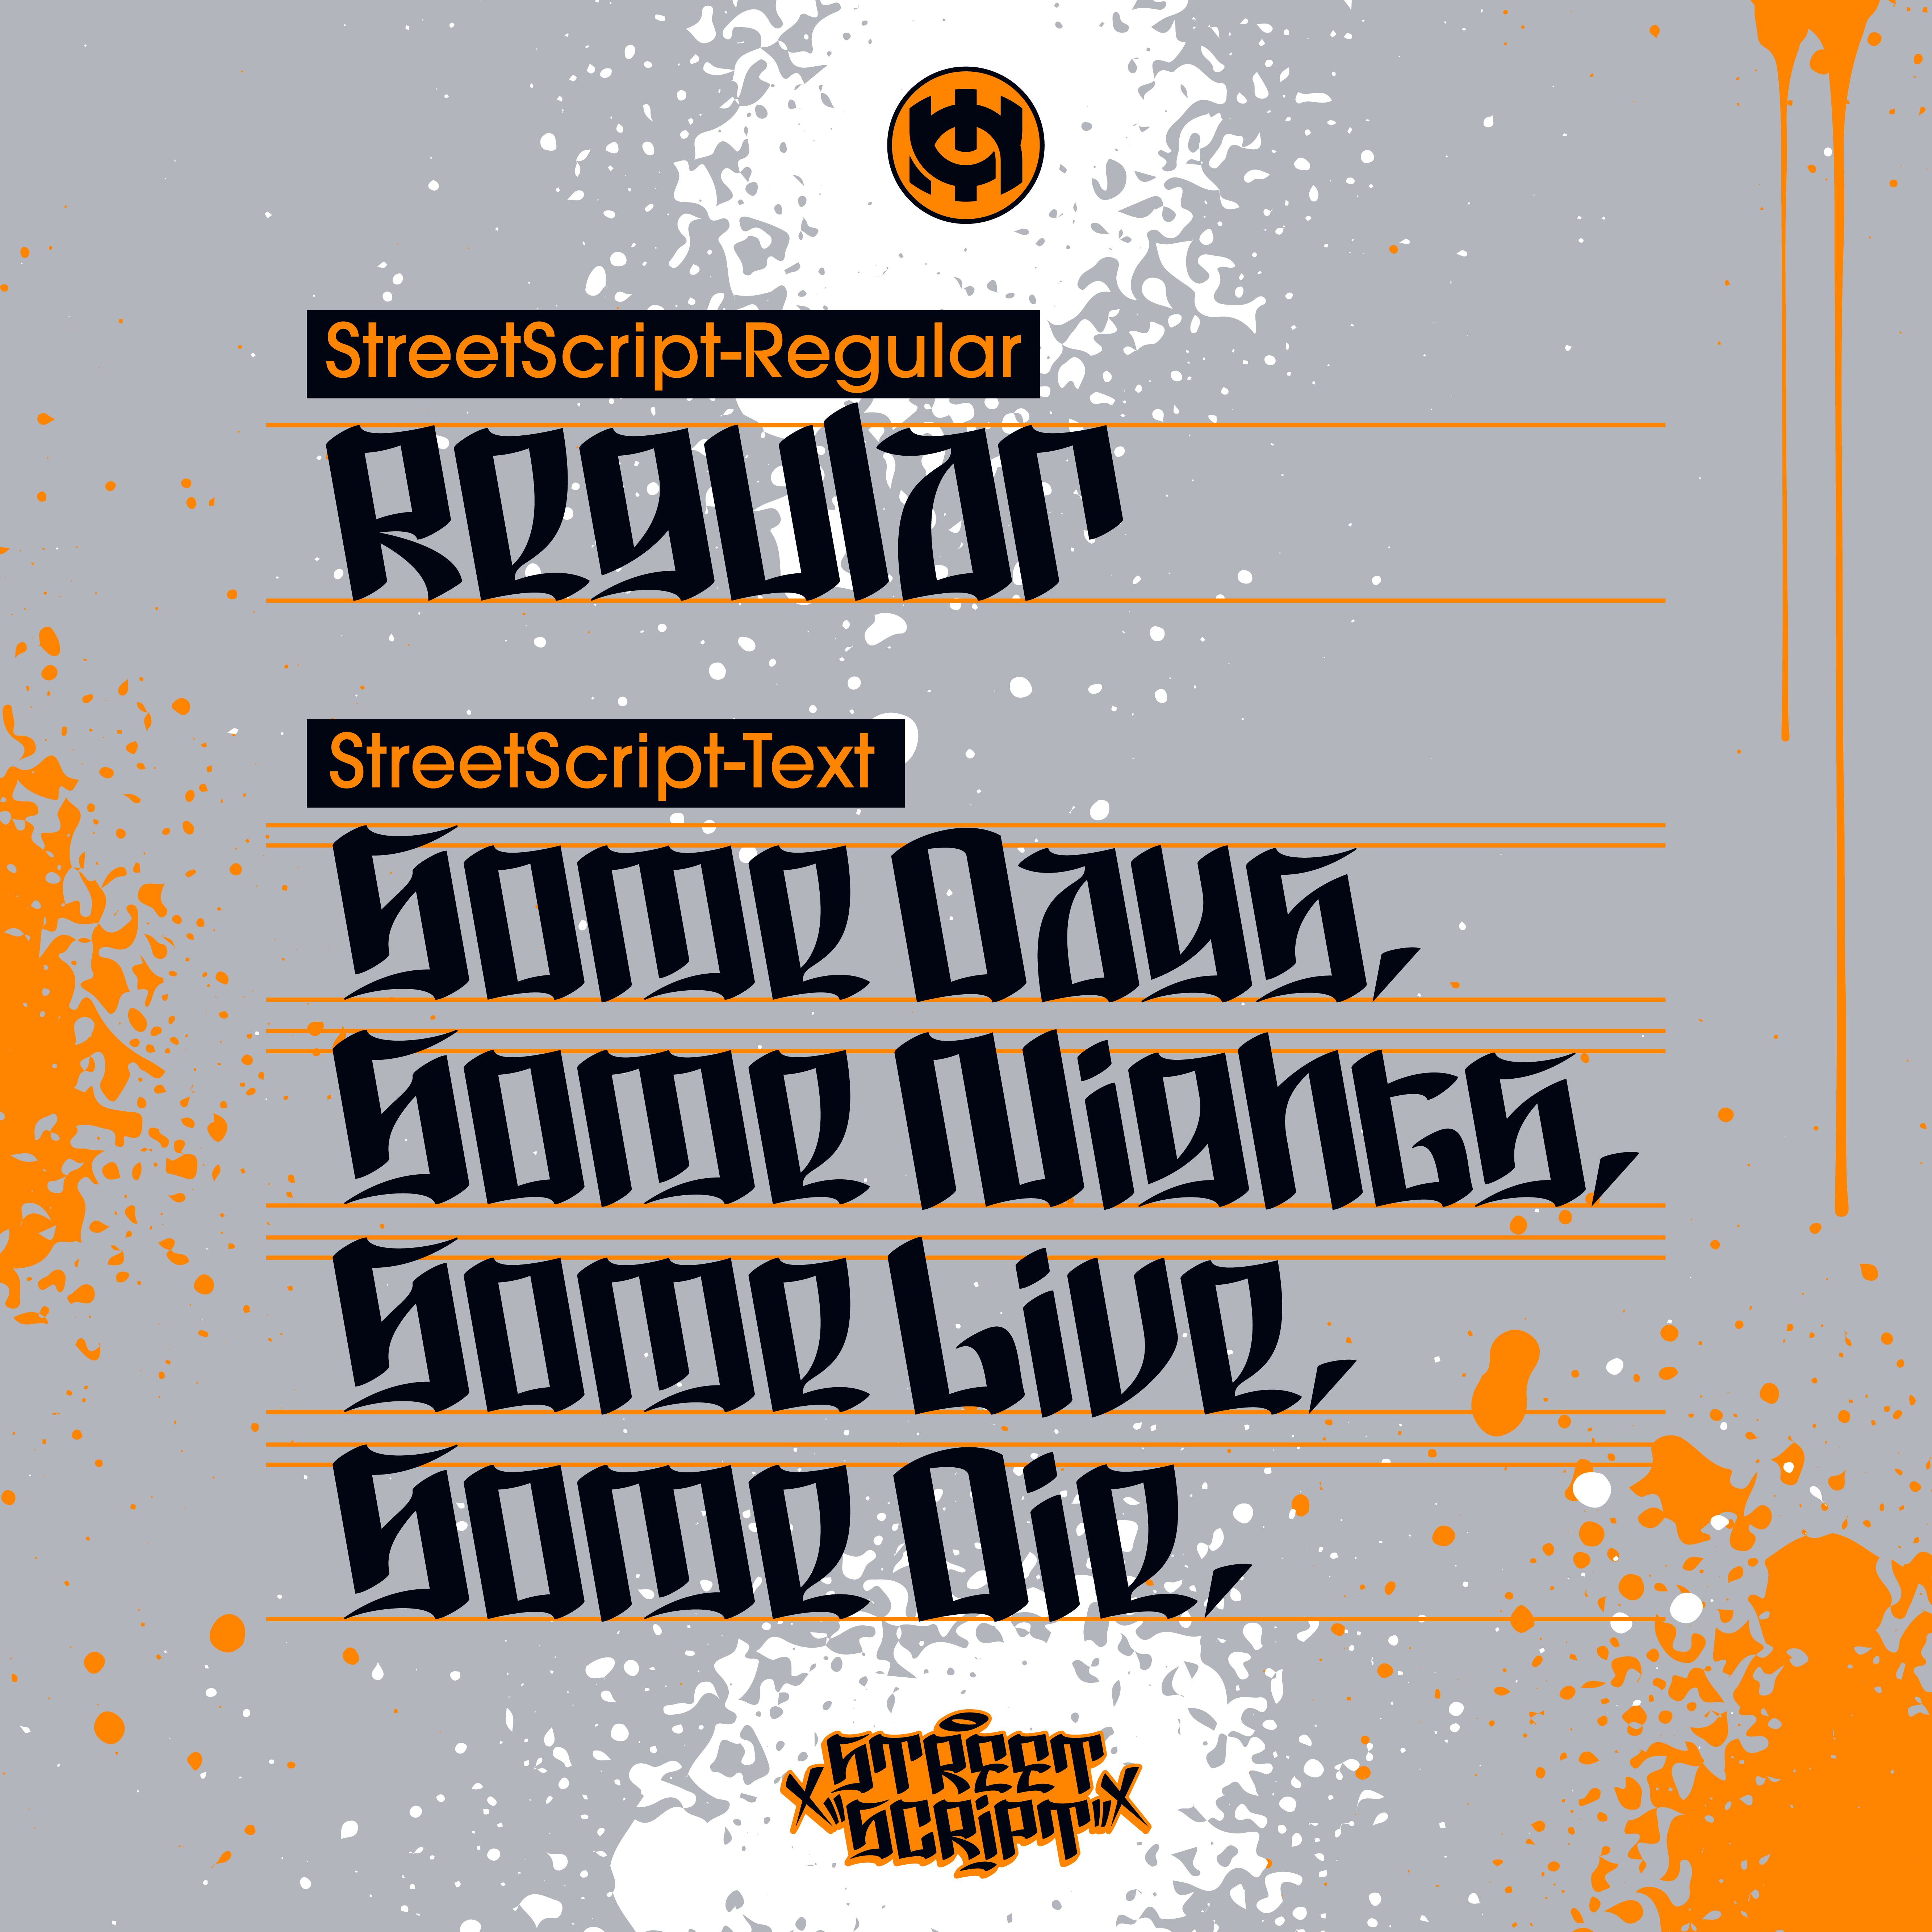 StreetScript-Regular
Regular
StreetScript-Text
Some Days,
Some Nights,
Some Live,
Some Die,
STREET
SCRiPT